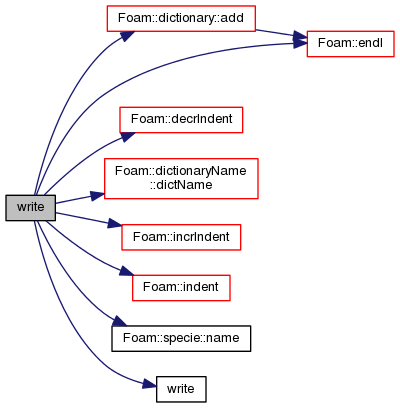 Foam::dictionary::add
Foam::endl
Foam::decrIndent
Foam::dictionaryName
::dictName
write
Foam::incrIndent
Foam::indent
Foam::specie::name
write